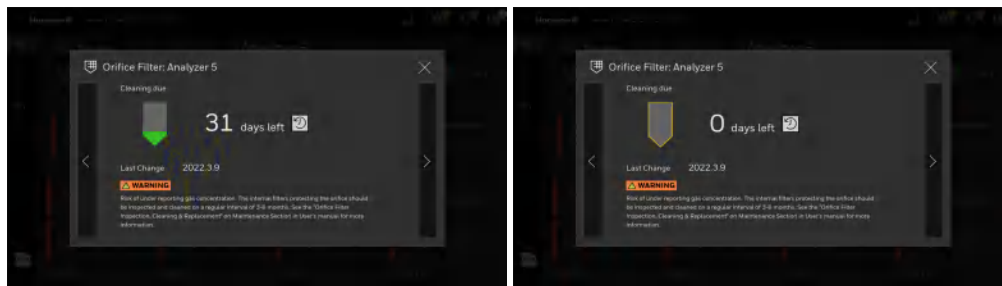 Orifice Filter: Analyzer 5
Cleaning due
31 days left
Last Change 2022.3.9
WARNING
Risk of under reporting gas concentration. The internal filters protecting the orifice should
be inspected and cleaned on a regular interval of 3-6 months. See the "Orifice Filter
Inspection, Cleaning & Replacement" on Maintenance Section in User's manual for more
information.
Orifice Filter: Analyzer 5
Cleaning due
0 days left
Last Change 2022.3.9
WARNING
Risk of under reporting gas concentration. The internal filters protecting the orifice should
be inspected and cleaned on a regular interval of 3-6 months. See the "Orifice Filter
Inspection, Cleaning & Replacement" on Maintenance Section in User's manual for more
information.